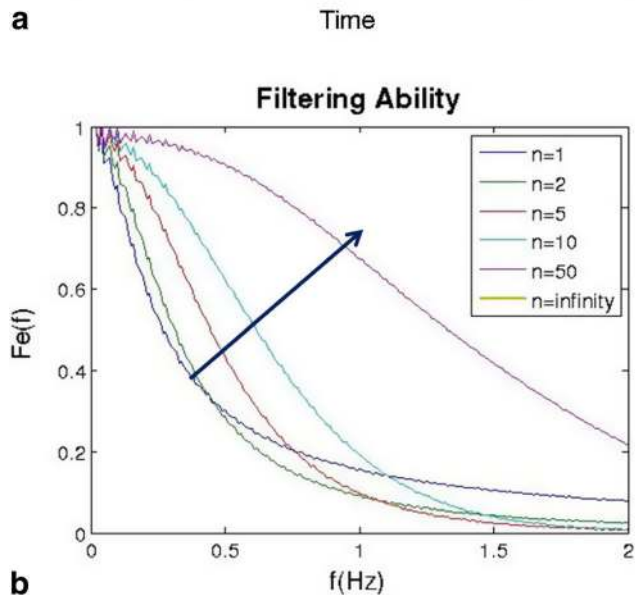 a
Time
Filtering Ability
1
0.8
0.6
0.4
0.2
0
Fe(f)
n=1
n=2
n=5
n=10
n=50
n=infinity
0 0.5 1 1.5 2
f(Hz)
b